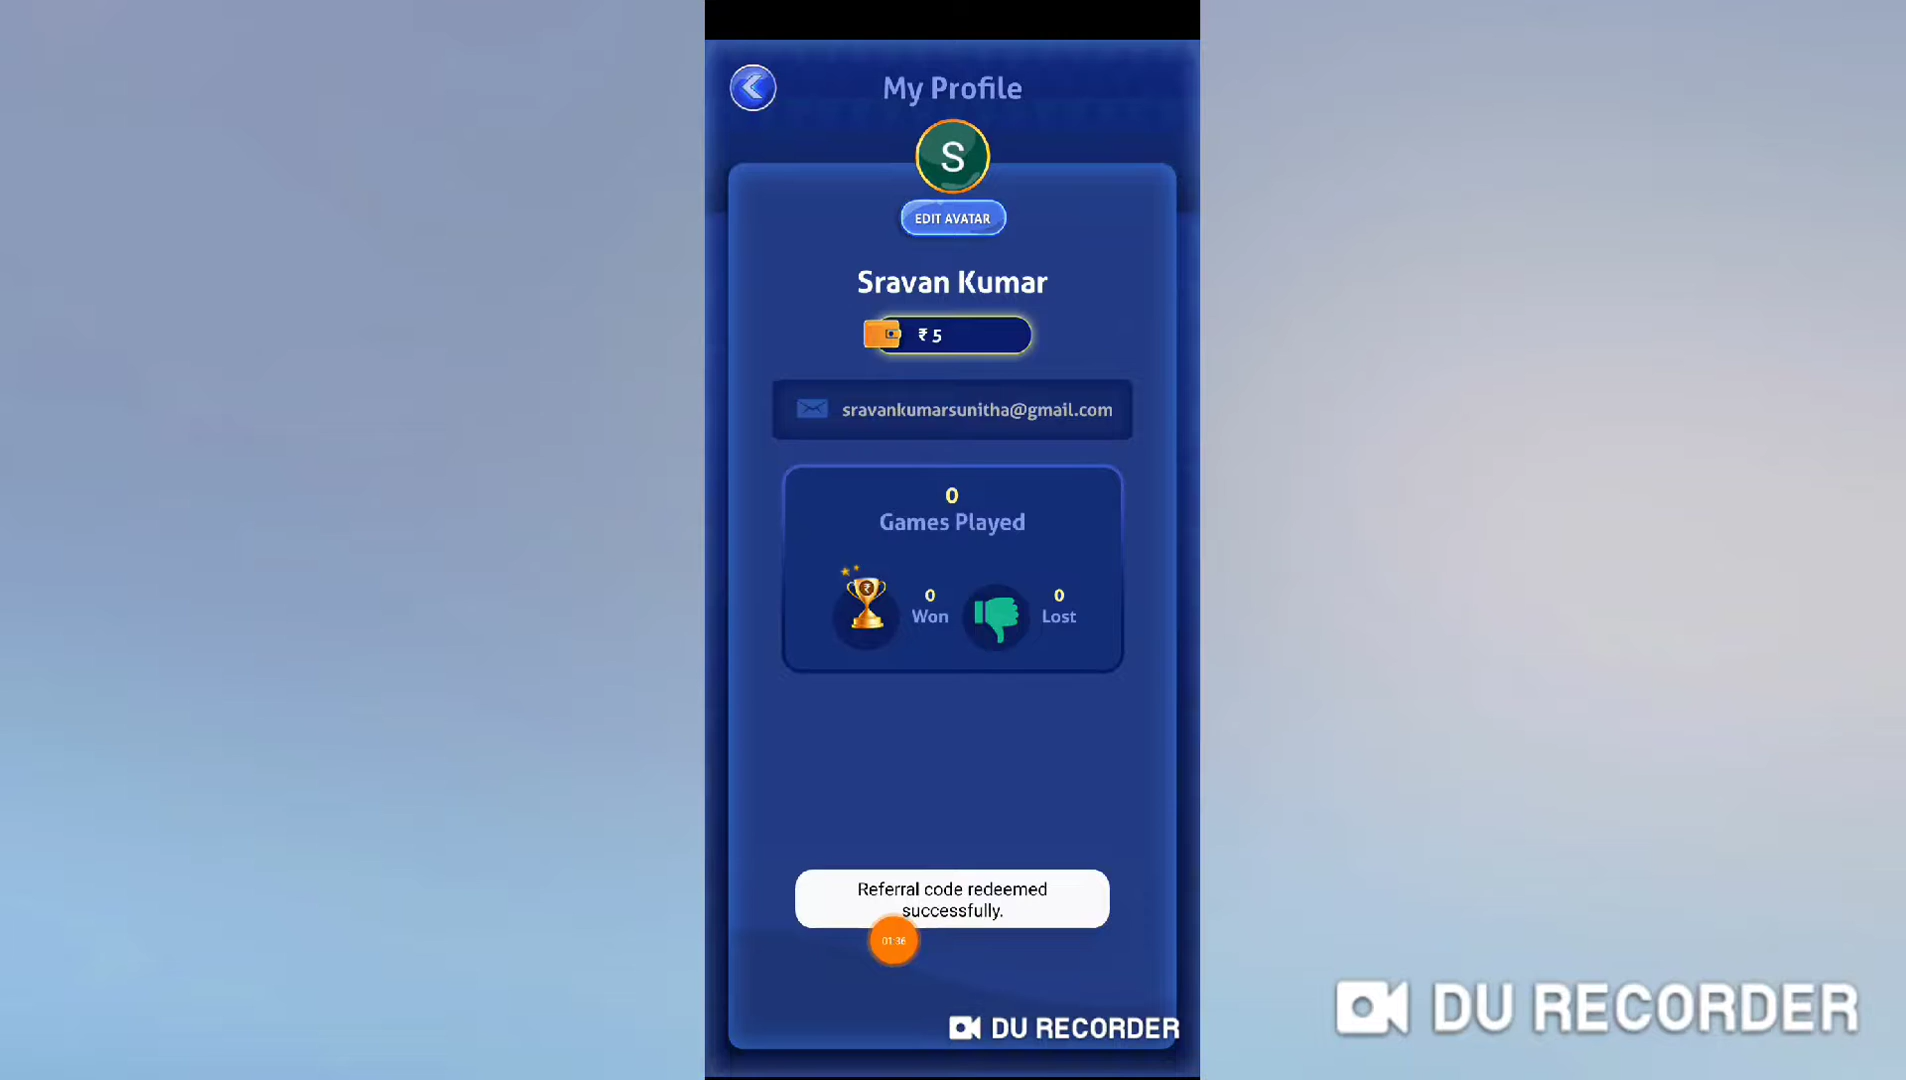 My Profile
S
EDIT AVATAR
Sravan Kumar
₹ 5
sravankumarsunitha@gmail.com
0
Games Played
0
Won
0
Lost
Referral code redeemed
successfully.
01:36
DU RECORDER
DU RECORDER